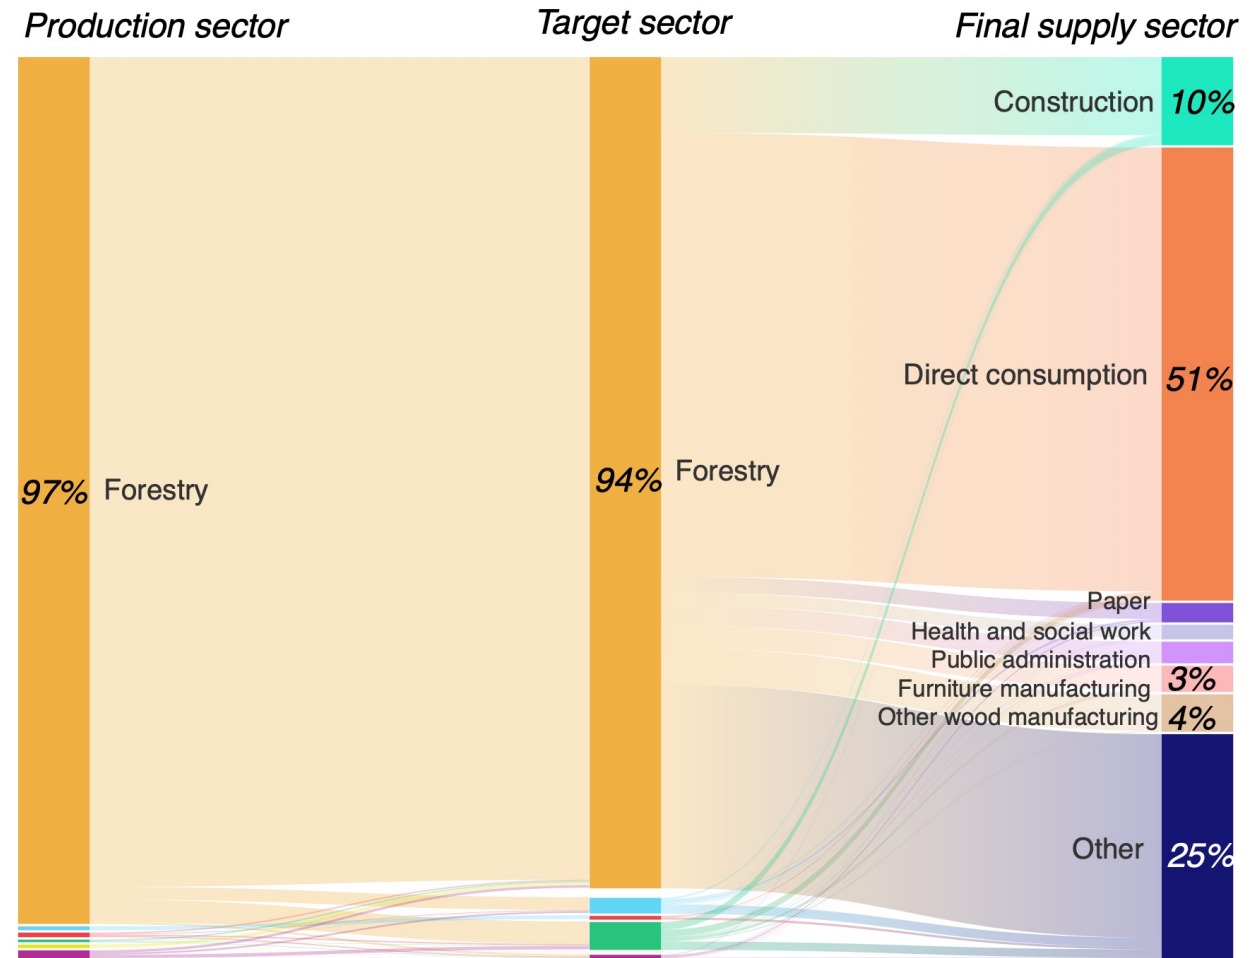 Production sector
Target sector
Final supply sector
Construction 10%
Direct consumption 51%
97% Forestry
94% Forestry
Paper
Health and social work
Public administration
Furniture manufacturing 3%
Other wood manufacturing 4%
Other 25%